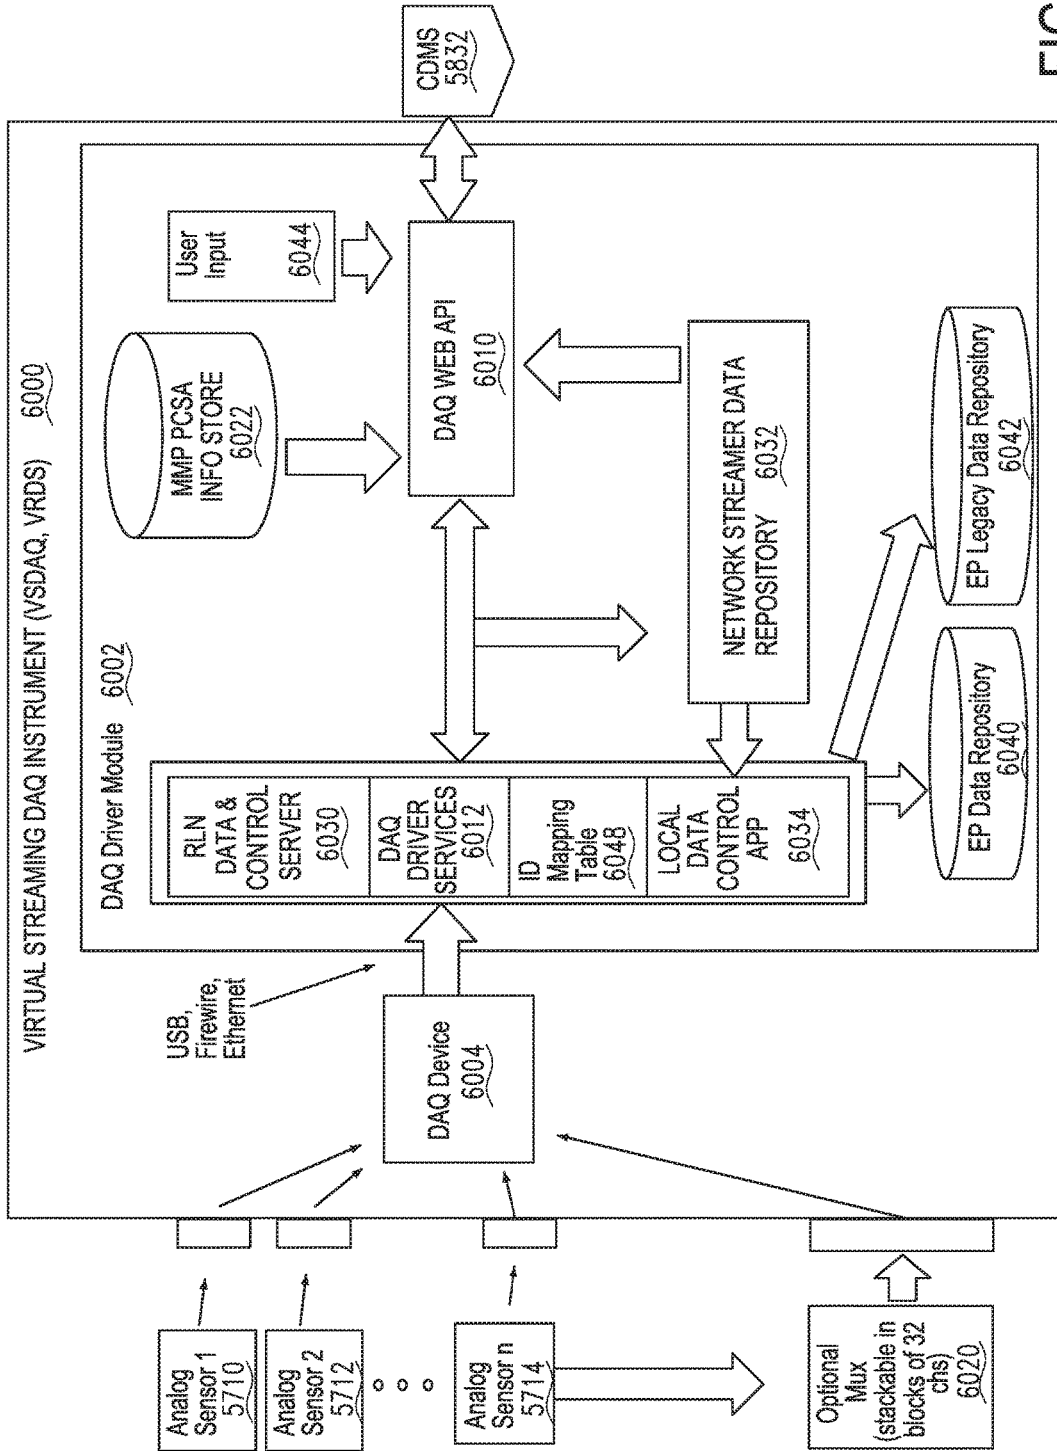 VIRTUAL STREAMING DAQ INSTRUMENT (VSDAQ, VRDS) 6000
DAQ Driver Module 6002
USB,
Firewire,
Ethernet
Analog
Sensor 1
5710
Analog
Sensor 2
5712
Analog
Sensor n
5714
Optional
Mux
(stackable in
blocks of 32
chs)
6020
DAQ Device
6004
RLN
DATA &
CONTROL
SERVER
6030
DAQ
DRIVER
SERVICES
6012
ID
Mapping
Table
6048
LOCAL
DATA
CONTROL
APP
6034
MMP PCSA
INFO STORE
6022
User
Input
6044
DAQ WEB API
6010
CDMS
5832
NETWORK STREAMER DATA
REPOSITORY 6032
EP Data Repository
6040
EP Legacy Data Repository
6042